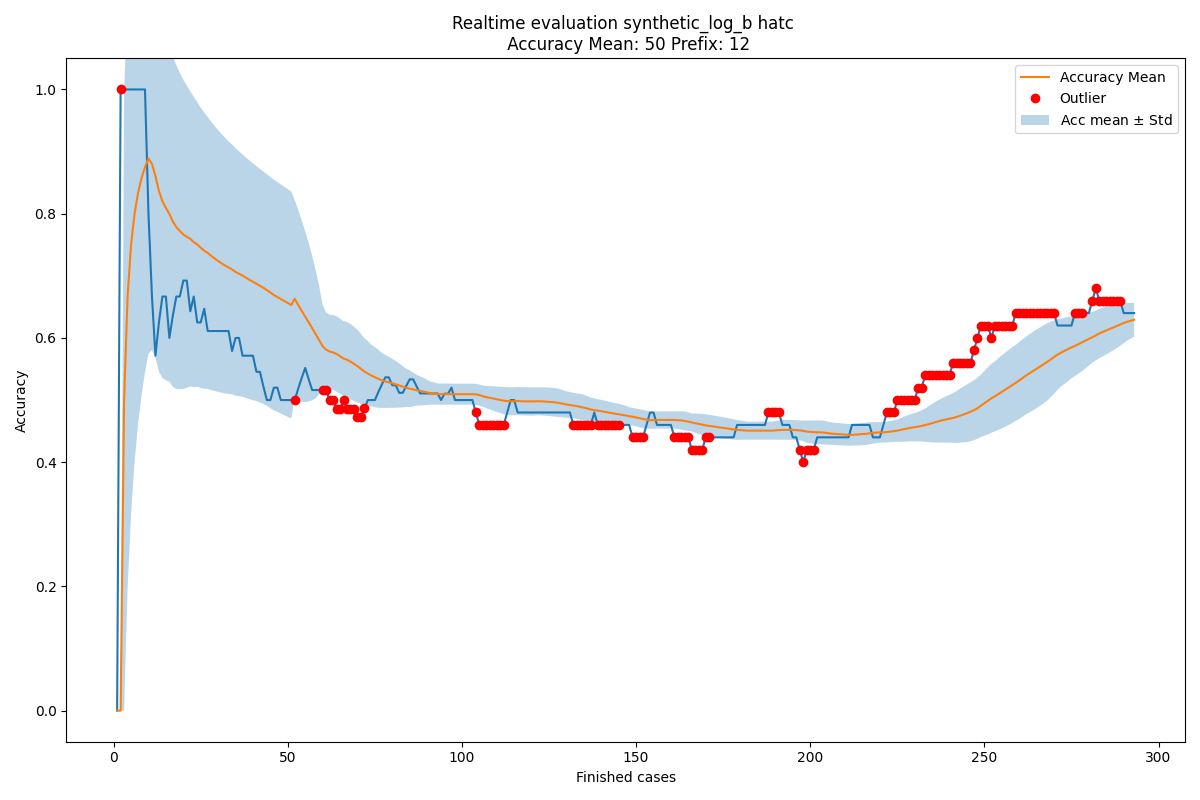 Realtime evaluation synthetic_log_b hatc
Accuracy Mean: 50 Prefix: 12
Accuracy Mean
Outlier
Acc mean ± Std
Accuracy
1.0
0.8
0.6
0.4
0.2
0.0
0
50
100
150
200
250
300
Finished cases